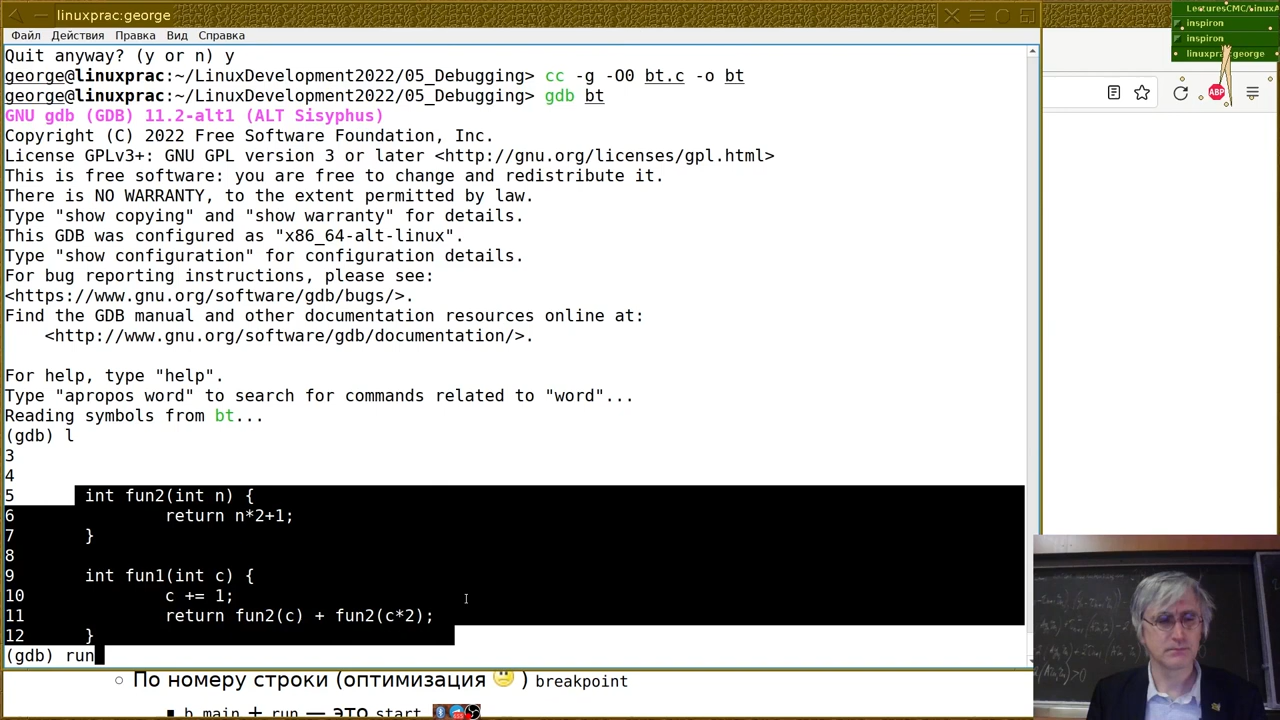 linuxprac:george
Файл Действия Правка Вид Справка
Quit anyway? (y or n) y
george@linuxprac:~/LinuxDevelopment2022/05_Debugging> cc -g -O0 bt.c -o bt
george@linuxprac:~/LinuxDevelopment2022/05_Debugging> gdb bt
GNU gdb (GDB) 11.2-alt1 (ALT Sisyphus)
Copyright (C) 2022 Free Software Foundation, Inc.
License GPLv3+: GNU GPL version 3 or later <http://gnu.org/licenses/gpl.html>
This is free software: you are free to change and redistribute it.
There is NO WARRANTY, to the extent permitted by law.
Type "show copying" and "show warranty" for details.
This GDB was configured as "x86_64-alt-linux".
Type "show configuration" for configuration details.
For bug reporting instructions, please see:
<https://www.gnu.org/software/gdb/bugs/>.
Find the GDB manual and other documentation resources online at:
<http://www.gnu.org/software/gdb/documentation/>.
For help, type "help".
Type "apropos word" to search for commands related to "word"...
Reading symbols from bt...
(gdb) l
3
4
5 int fun2(int n) {
6 return n*2+1;
7 }
8
9 int fun1(int c) {
10 c += 1;
11 return fun2(c) + fun2(c*2);
12 }
(gdb) run
По номеру строки (оптимизация 🙁 ) breakpoint
b main + run — это start
LecturesCMC/LinuxA
inspiron
inspiron
linuxprac:george
ABP